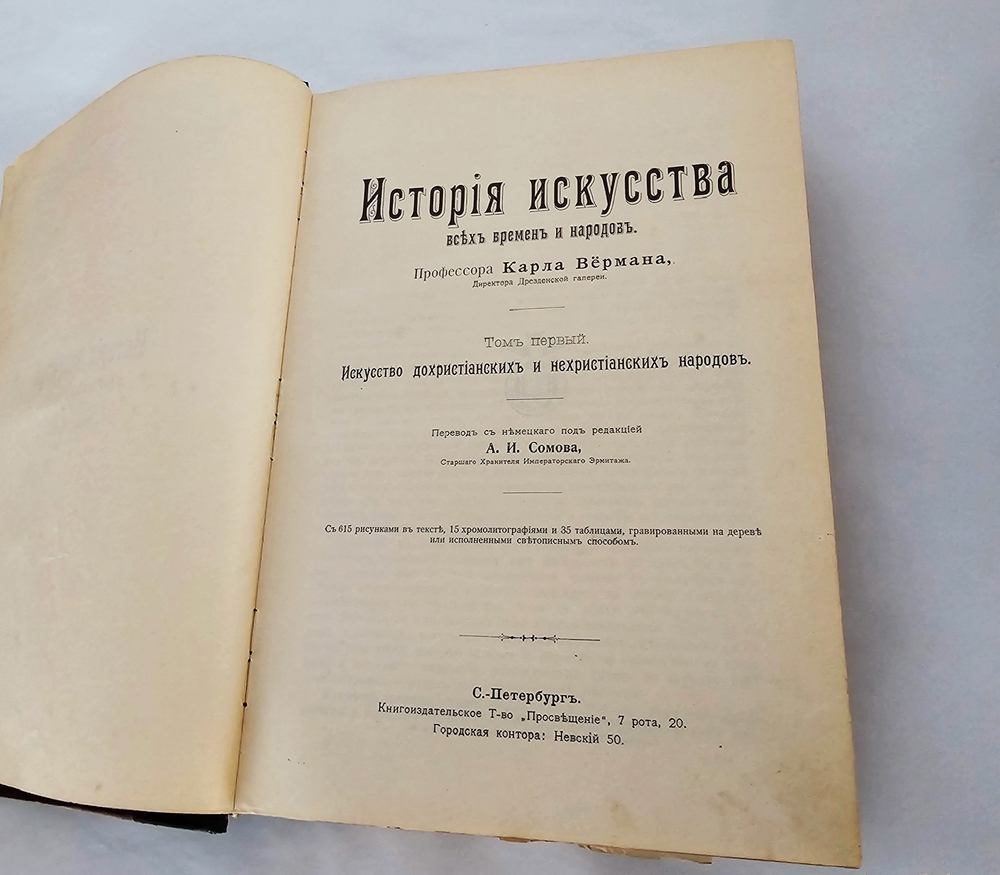 Исторія искусства
всѣхъ временъ и народовъ.
Профессора Карла Вёрмана,
Директора Дрезденской галереи.
Томъ первый.
Искусство дохристіанскихъ и нехристіанскихъ народовъ.
Переводъ съ нѣмецкаго подъ редакціей
А. И. Сомова,
Старшаго Хранителя Императорскаго Эрмитажа.
Съ 615 рисунками въ текстѣ, 15 хромолитографіями и 35 таблицами, гравированными на деревѣ
или исполненными свѣтописнымъ способомъ.
С.-Петербургъ.
Книгоиздательское Т-во „Просвѣщеніе“, 7 рота, 20.
Городская контора: Невскій 50.